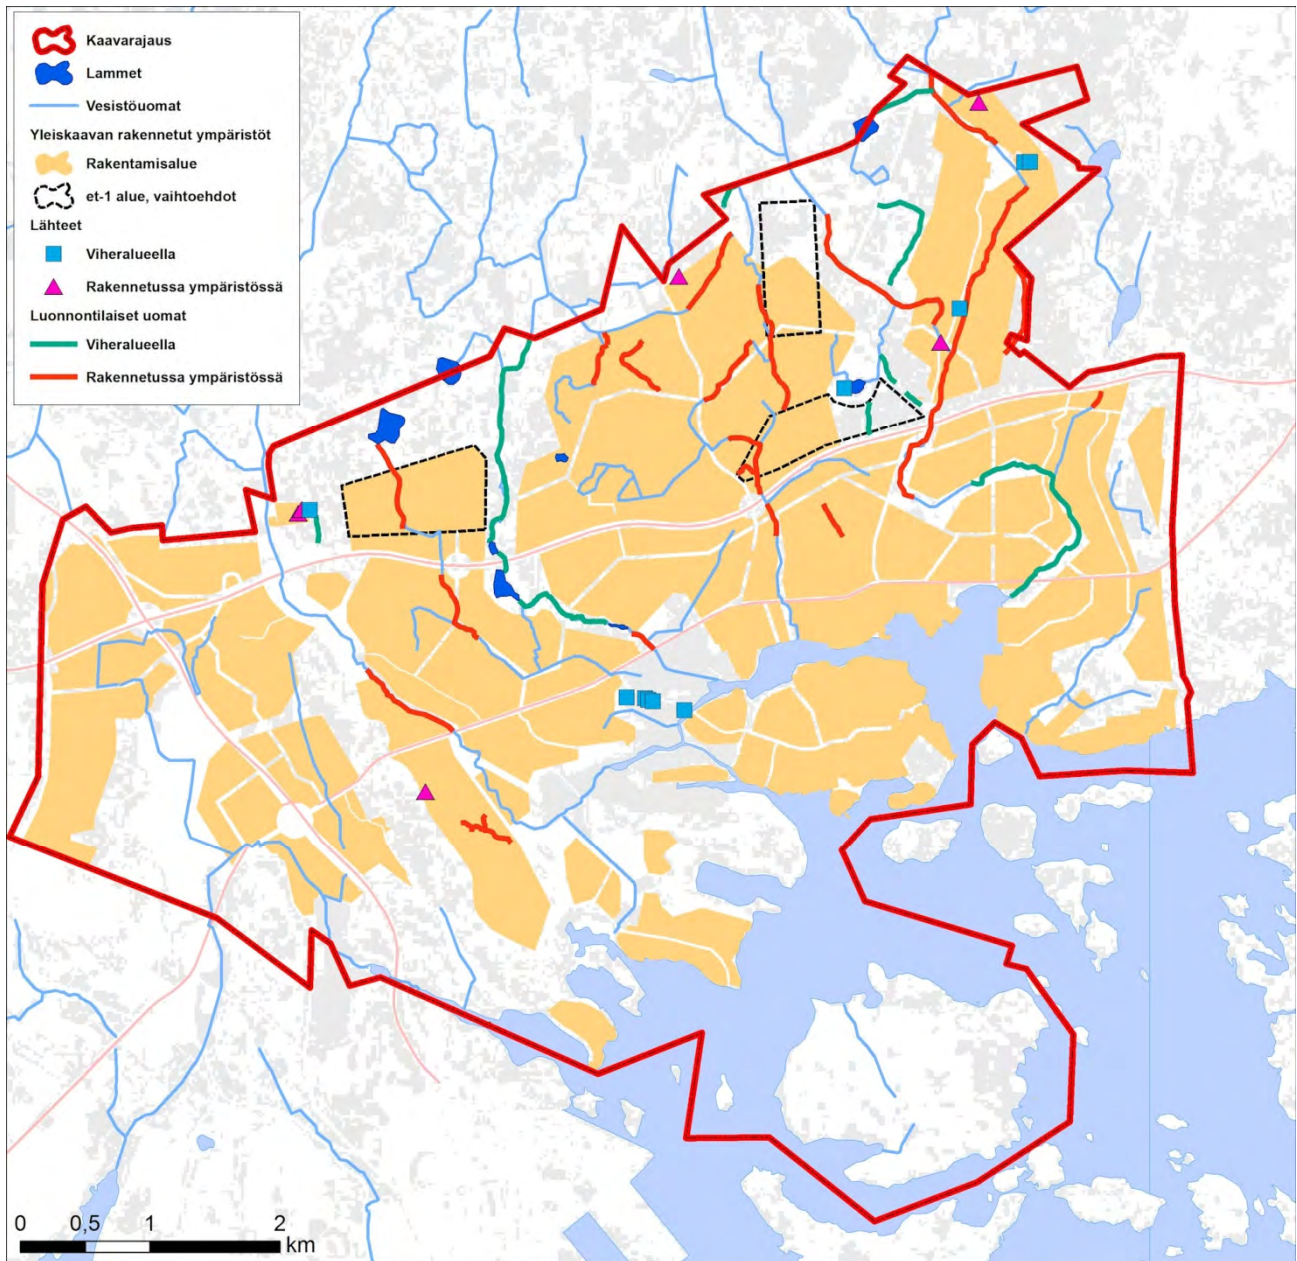 Kaavarajaus
Lammet
Vesistöuomat
Yleiskaavan rakennetut ympäristöt
Rakentamisalue
et-1 alue, vaihtoehdot
Lähteet
Viheralueella
Rakennetussa ympäristössä
Luonnontilaiset uomat
Viheralueella
Rakennetussa ympäristössä
0 0,5 1 2
km